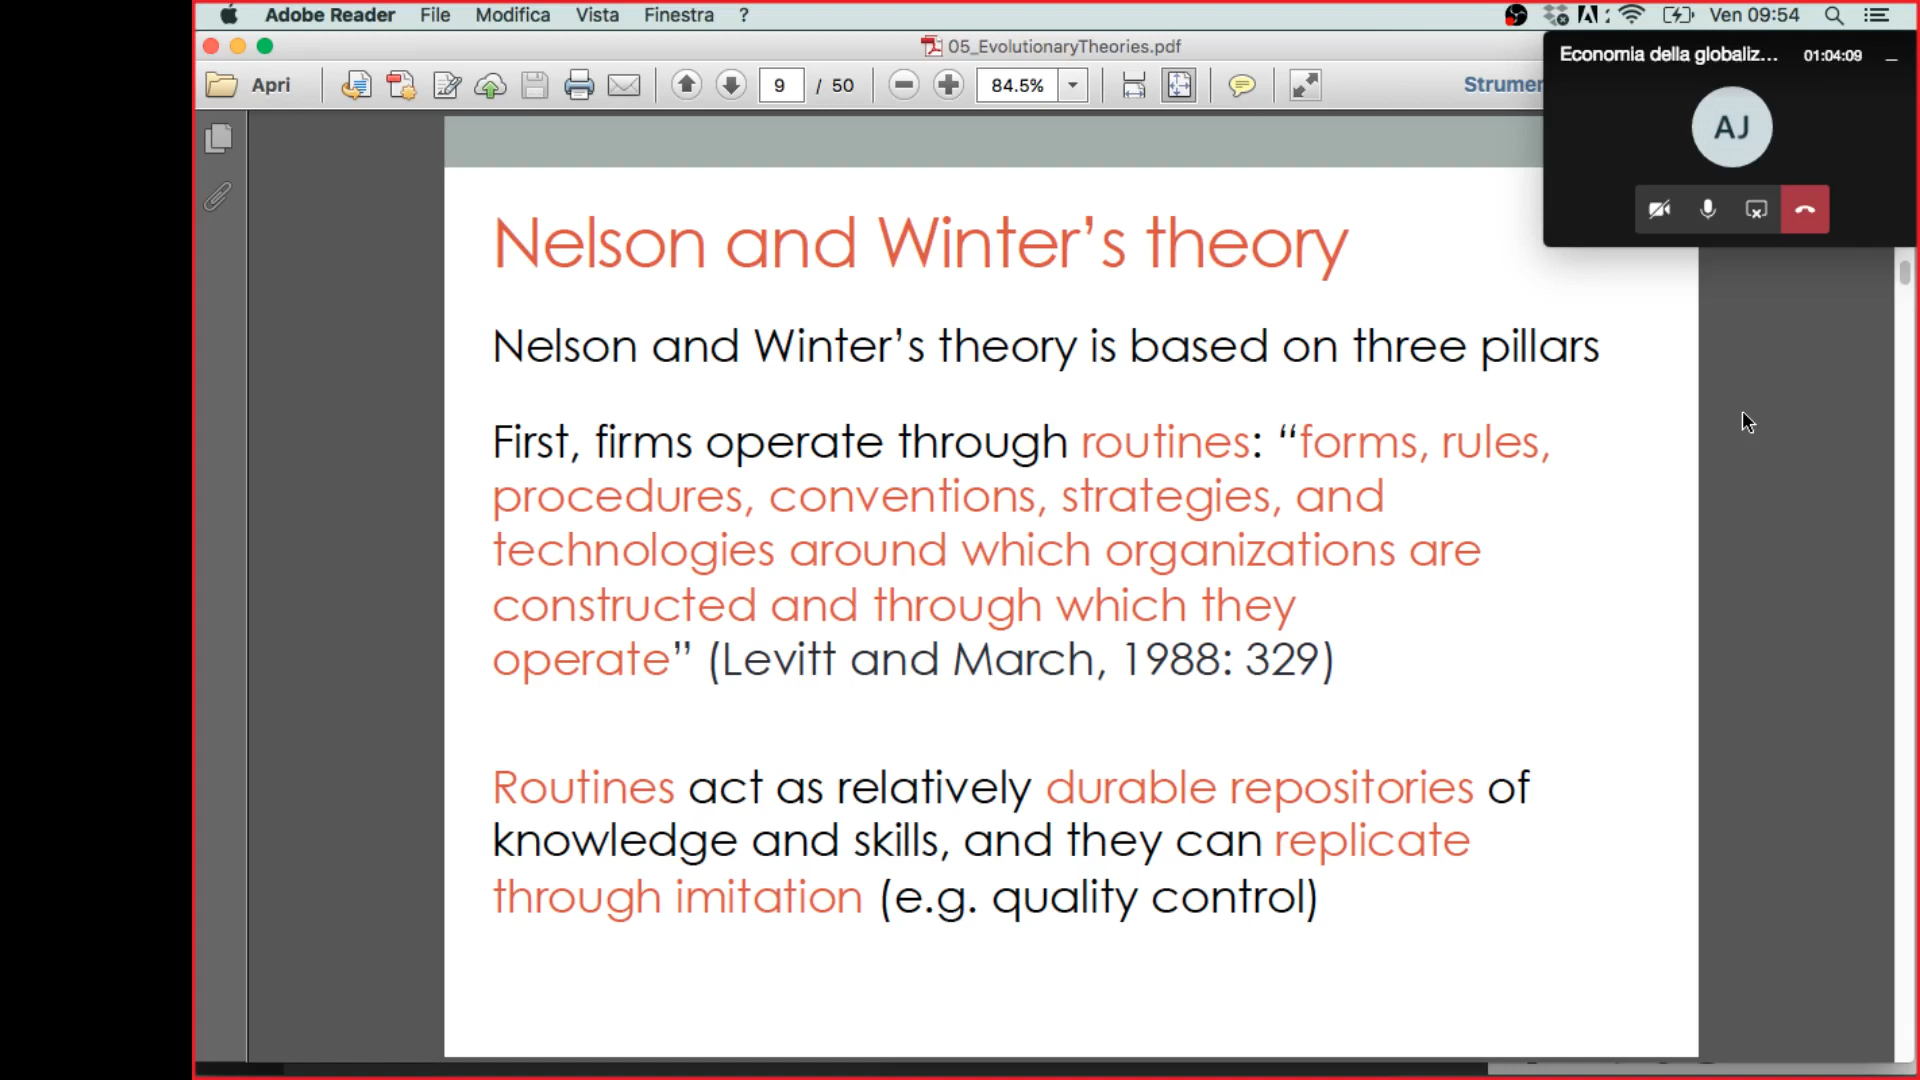 Adobe Reader File Modifica Vista Finestra ? Ven 09:54
05_EvolutionaryTheories.pdf
Economia della globaliz... 01:04:09
Apri 9 / 50 84.5%
AJ
Nelson and Winter’s theory
Nelson and Winter’s theory is based on three pillars
First, firms operate through routines: “forms, rules,
procedures, conventions, strategies, and
technologies around which organizations are
constructed and through which they
operate” (Levitt and March, 1988: 329)
Routines act as relatively durable repositories of
knowledge and skills, and they can replicate
through imitation (e.g. quality control)